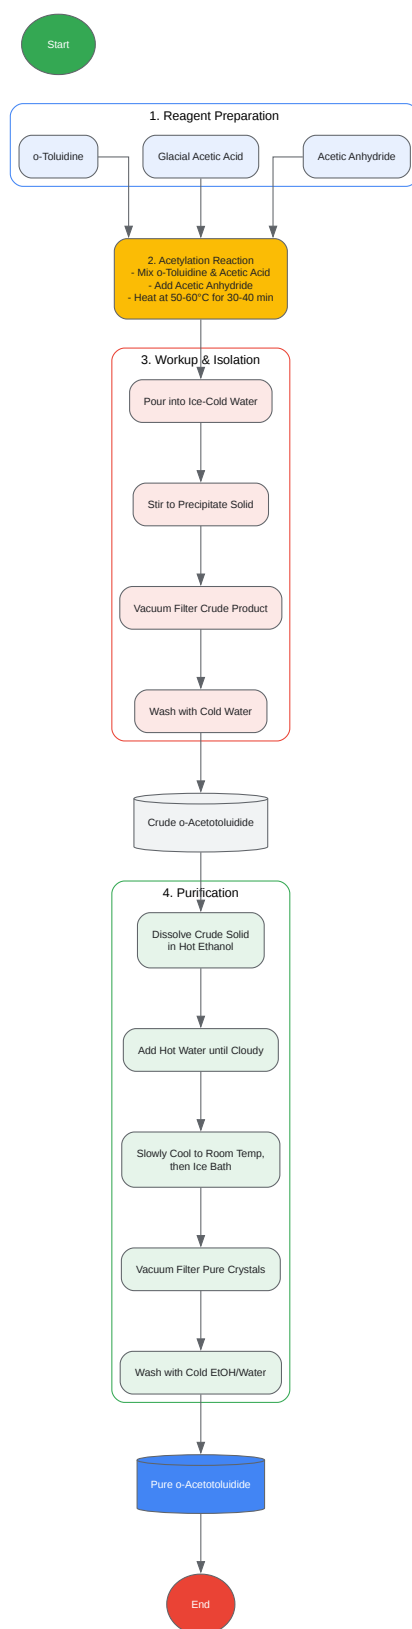 Start
1. Reagent Preparation
o-Toluidine
Glacial Acetic Acid
Acetic Anhydride
2. Acetylation Reaction
- Mix o-Toluidine & Acetic Acid
- Add Acetic Anhydride
- Heat at 50-60°C for 30-40 min
3. Workup & Isolation
Pour into Ice-Cold Water
Stir to Precipitate Solid
Vacuum Filter Crude Product
Wash with Cold Water
Crude o-Acetotoluidide
4. Purification
Dissolve Crude Solid
in Hot Ethanol
Add Hot Water until Cloudy
Slowly Cool to Room Temp,
then Ice Bath
Vacuum Filter Pure Crystals
Wash with Cold EtOH/Water
Pure o-Acetotoluidide
End